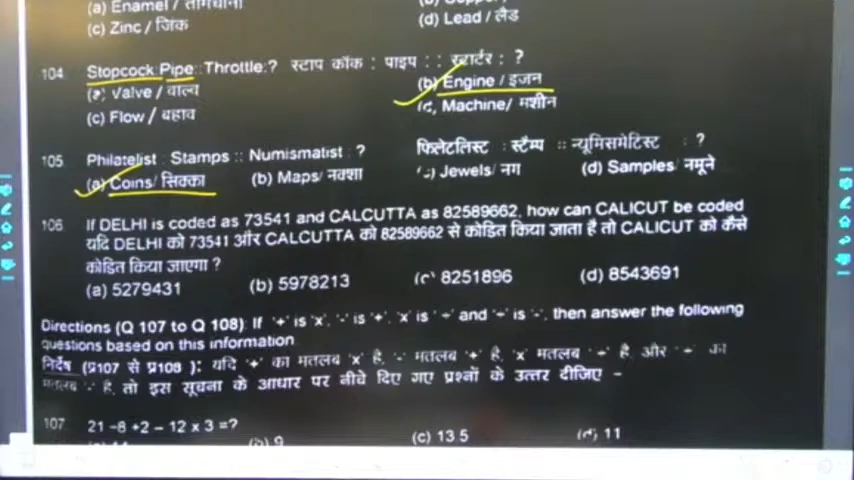 (a) Enamel /
(c) Zinc / जिंक
(d) Lead / लैड
104 Stopcock Pipe :: Throttle:? स्टाप कॉक : पाइप : : थ्रार्टर : ?
(a) Valve / वाल्व
(b) Engine / इंजन
(c) Flow / बहाव
(d) Machine/ मशीन
105 Philatelist : Stamps :: Numismatist : ? फिलेटलिस्ट : स्टैम्प :: न्यूमिसमेटिस्ट : ?
(a) Coins/ सिक्का (b) Maps/ नक्शा (c) Jewels/ नग (d) Samples/ नमूने
106 If DELHI is coded as 73541 and CALCUTTA as 82589662, how can CALICUT be coded
यदि DELHI को 73541 और CALCUTTA को 82589662 से कोडित किया जाता है तो CALICUT को कैसे
कोडित किया जाएगा ?
(a) 5279431 (b) 5978213 (c) 8251896 (d) 8543691
Directions (Q 107 to Q 108): If '+' is 'x', '-' is '+', 'x' is '÷' and '÷' is '-', then answer the following
questions based on this information
निर्देष (प्र107 से प्र108 ): यदि '+' का मतलब 'x' है, '-' मतलब '+' है, 'x' मतलब '÷' है, और '÷' का
मतलब '-' है, तो इस सूचना के आधार पर नीचे दिए गए प्रश्नों के उत्तर दीजिए -
107 21 -8 +2 - 12 x 3 =?
(b) 9 (c) 13.5 (d) 11